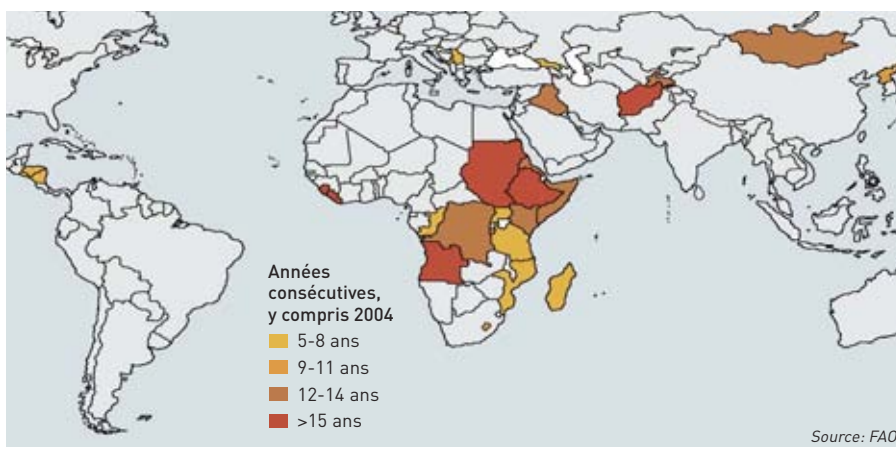 Années
consécutives,
y compris 2004
5-8 ans
9-11 ans
12-14 ans
>15 ans
Source: FAO